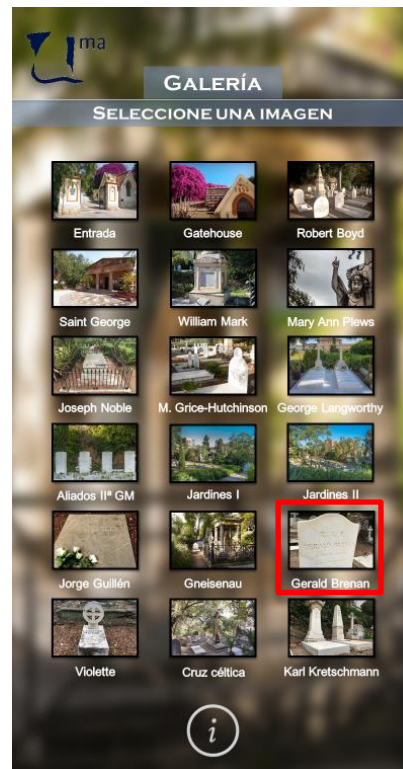 Uma
GALERÍA
SELECCIONE UNA IMAGEN
Entrada Gatehouse Robert Boyd
Saint George William Mark Mary Ann Plews
Joseph Noble M. Grice-Hutchinson George Langworthy
Aliados IIª GM Jardines I Jardines II
Jorge Guillén Gneisenau Gerald Brenan
Violette Cruz céltica Karl Kretschmann
i